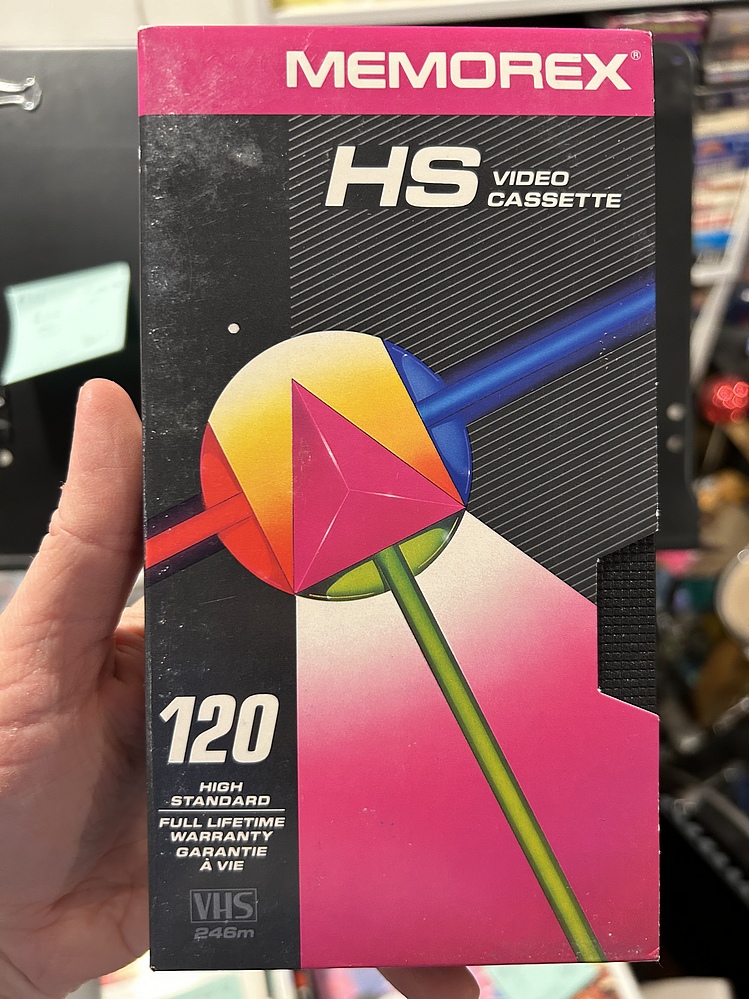 MEMOREX®
HS VIDEO
CASSETTE
120
HIGH
STANDARD
FULL LIFETIME
WARRANTY
GARANTIE
À VIE
VHS
246m